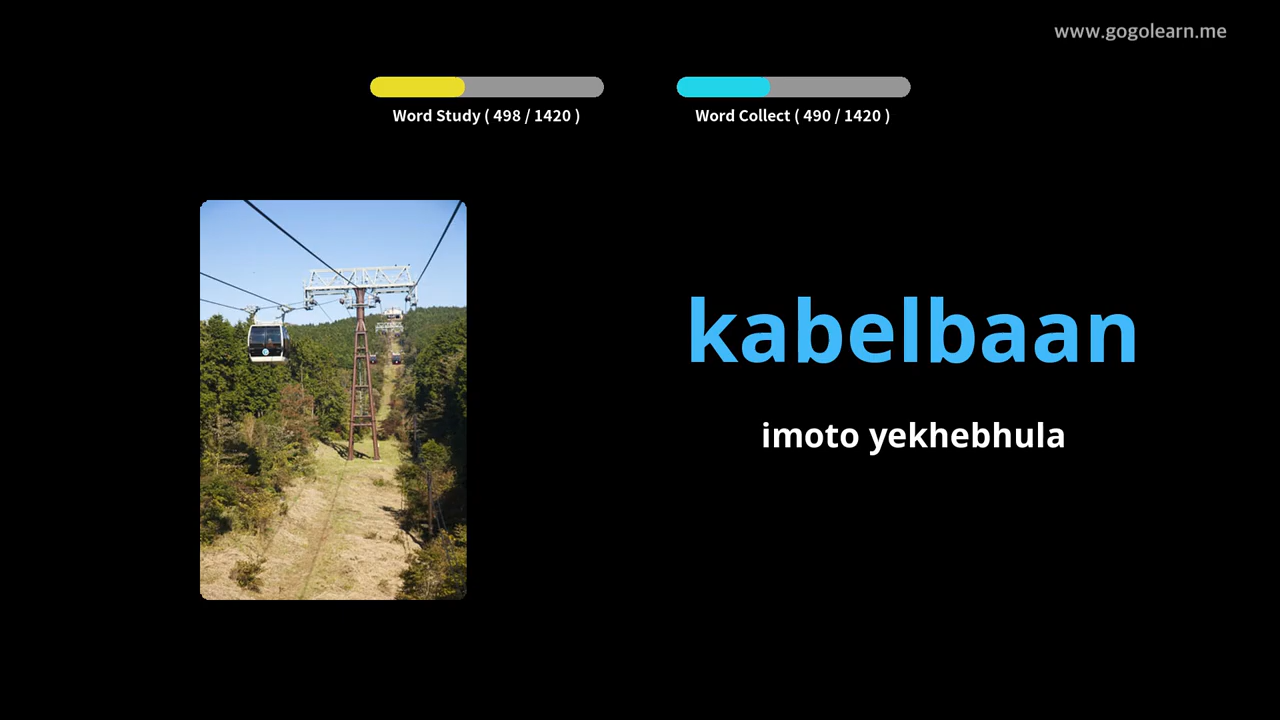 www.gogolearn.me
Word Study ( 498 / 1420 )
Word Collect ( 490 / 1420 )
kabelbaan
imoto yekhebhula